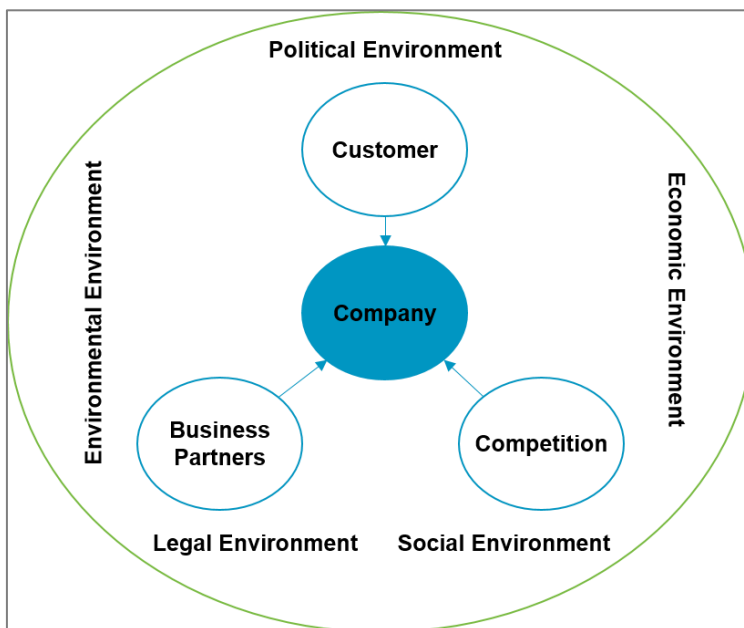 Political Environment
Customer
Environmental Environment
Economic Environment
Company
Business
Partners
Competition
Legal Environment
Social Environment